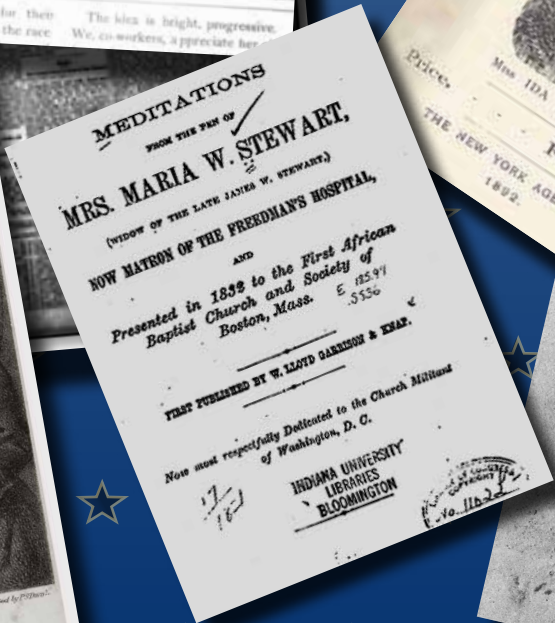 for their
the race
The idea is bright, progressive.
We, co-workers, appreciate her
MEDITATIONS
FROM THE PEN OF
MRS. MARIA W. STEWART,
(WIDOW OF THE LATE JAMES W. STEWART,)
NOW MATRON OF THE FREEDMAN'S HOSPITAL,
AND
Presented in 1832 to the First African
Baptist Church and Society of
Boston, Mass.
E 185.97
.S536
FIRST PUBLISHED BY W. LLOYD GARRISON & KNAP.
Now most respectfully Dedicated to the Church Militant
of Washington, D. C.
INDIANA UNIVERSITY
LIBRARIES
BLOOMINGTON
COPYRIGHT
No.
Price,
Miss IDA
THE NEW YORK AG
1892.